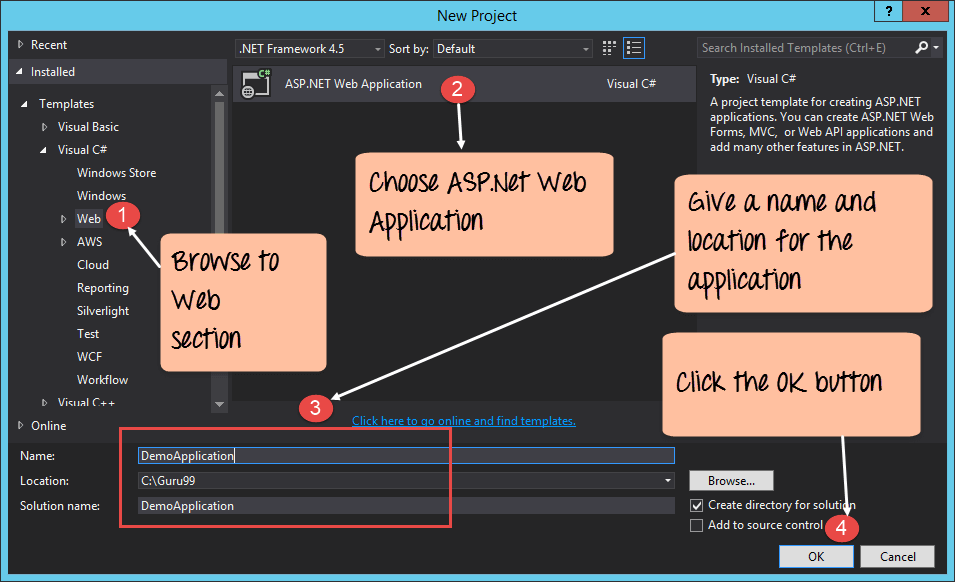 New Project
?
x
Recent
.NET Framework 4.5
Sort by: Default
Search Installed Templates (Ctrl+E)
Installed
Templates
Visual Basic
Visual C#
Windows Store
Windows
Web
AWS
Cloud
Reporting
Silverlight
Test
WCF
Workflow
Visual C++
Online
C#
ASP.NET Web Application
Visual C#
Type: Visual C#
A project template for creating ASP.NET
applications. You can create ASP.NET Web
Forms, MVC, or Web API applications and
add many other features in ASP.NET.
1
Browse to
Web
section
2
Choose ASP.Net Web
Application
3
Give a name and
location for the
application
4
Click the OK button
Click here to go online and find templates.
Name: DemoApplication
Location: C:\Guru99
Browse...
Solution name: DemoApplication
Create directory for solution
Add to source control
OK
Cancel